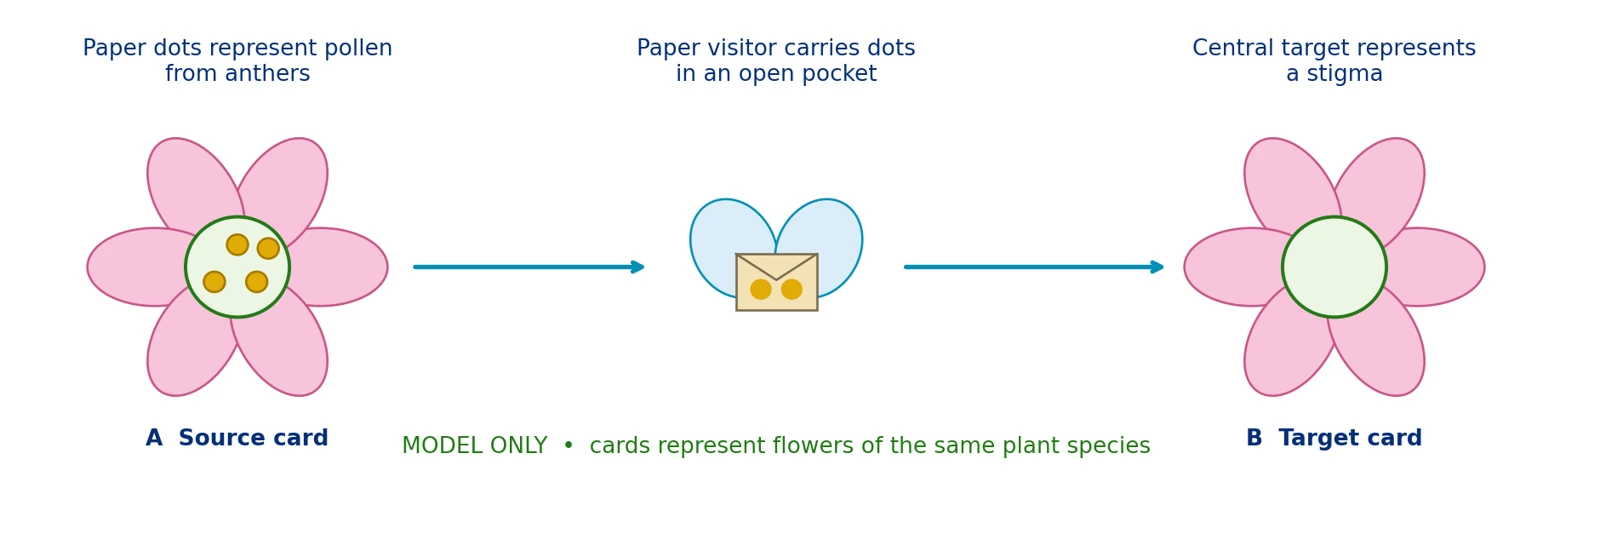 Paper dots represent pollen
from anthers
Paper visitor carries dots
in an open pocket
Central target represents
a stigma
A  Source card
MODEL ONLY  •  cards represent flowers of the same plant species
B  Target card